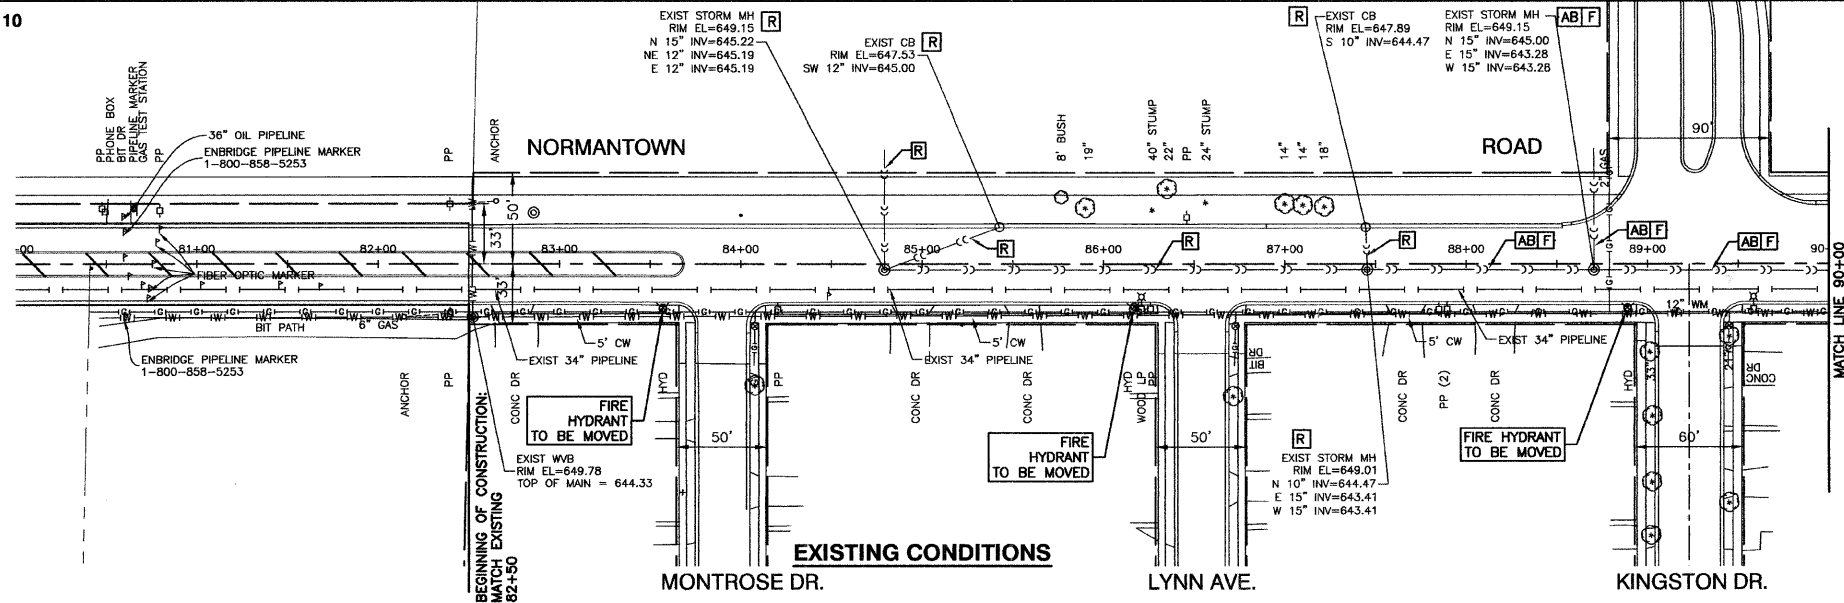 10
EXIST STORM MH
RIM EL=649.15
N 15" INV=645.22
NE 12" INV=645.19
E 12" INV=645.19
R
EXIST CB
RIM EL=647.53
SW 12" INV=645.00
R
R
EXIST CB
RIM EL=647.89
S 10" INV=644.47
EXIST STORM MH
RIM EL=649.15
N 15" INV=645.00
E 15" INV=643.28
W 15" INV=643.28
AB F
PP
PHONE BOX
BIT DR
PIPELINE MARKER
GAS TEST STATION
PP
36" OIL PIPELINE
ENBRIDGE PIPELINE MARKER
1-800-858-5253
PP
ANCHOR
NORMANTOWN
ROAD
R
8' BUSH
19"
40" STUMP
22"
PP
24" STUMP
14"
14"
18"
2" GAS
90'
50'
33'
33'
81+00
82+00
83+00
84+00
85+00
86+00
87+00
88+00
89+00
90-
R
R
R
AB F
AB F
AB F
FIBER OPTIC MARKER
BIT PATH
6" GAS
12" WM
MATCH LINE 90+00
ENBRIDGE PIPELINE MARKER
1-800-858-5253
EXIST 34" PIPELINE
5' CW
EXIST 34" PIPELINE
5' CW
5' CW
EXIST 34" PIPELINE
ANCHOR
PP
CONC DR
HYD
PP
CONC DR
CONC DR
HYD
WOOD LP
PP
BIT DR
CONC DR
PP (2)
CONC DR
HYD
33"
21"
CONC DR
FIRE
HYDRANT
TO BE MOVED
FIRE
HYDRANT
TO BE MOVED
FIRE HYDRANT
TO BE MOVED
50'
50'
60'
EXIST WVB
RIM EL=649.78
TOP OF MAIN = 644.33
R
EXIST STORM MH
RIM EL=649.01
N 10" INV=644.47
E 15" INV=643.41
W 15" INV=643.41
BEGINNING OF CONSTRUCTION:
MATCH EXISTING
82+50
EXISTING CONDITIONS
MONTROSE DR.
LYNN AVE.
KINGSTON DR.